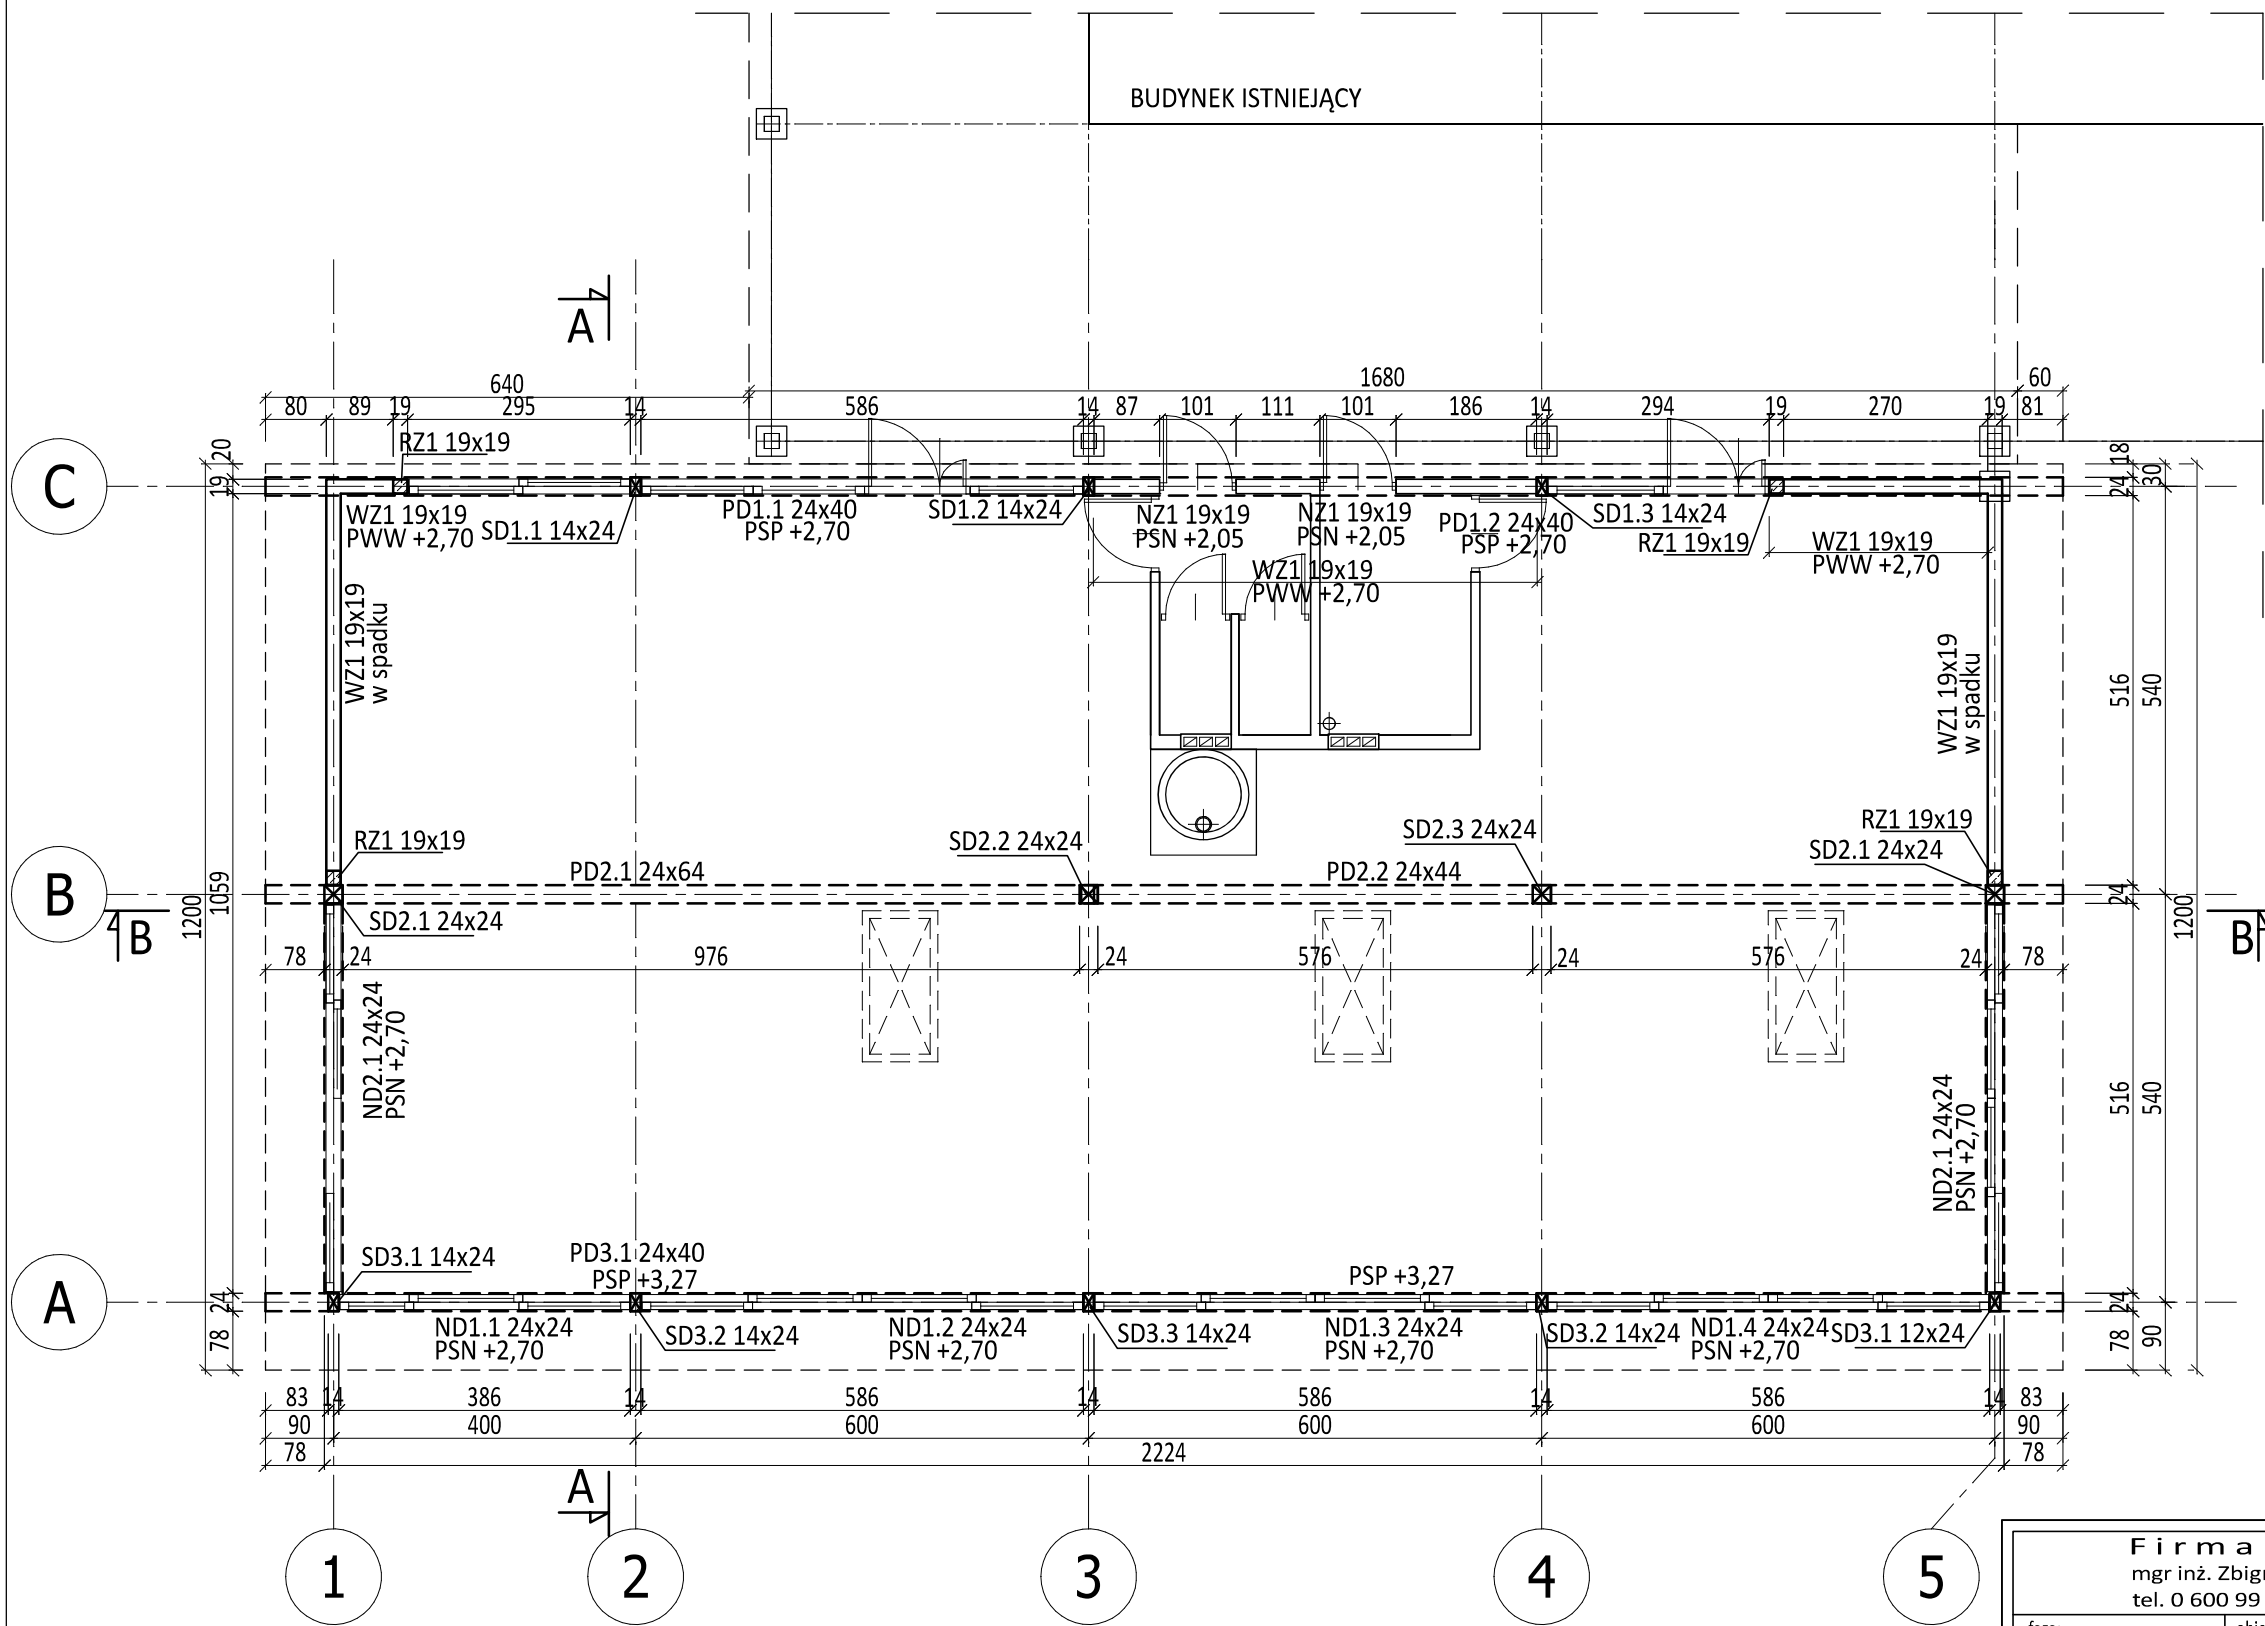 BUDYNEK ISTNIEJĄCY
A
640 1680 60
80 89 19 295 14 586 14 87 101 111 101 186 14 294 19 270 19 81
RZ1 19x19
20
19
18
24
30
C
WZ1 19x19
PWW +2,70
SD1.1 14x24
PD1.1 24x40
PSP +2,70
SD1.2 14x24
NZ1 19x19
PSN +2,05
NZ1 19x19
PSN +2,05
PD1.2 24x40
PSP +2,70
SD1.3 14x24
RZ1 19x19
WZ1 19x19
PWW +2,70
WZ1 19x19
PWW +2,70
WZ1 19x19
w spadku
WZ1 19x19
w spadku
516
540
RZ1 19x19
PD2.1 24x64
SD2.2 24x24
SD2.3 24x24
PD2.2 24x44
RZ1 19x19
SD2.1 24x24
B
1200
1059
24
1200
SD2.1 24x24
B
B
78 24 976 24 576 24 576 24 78
ND2.1 24x24
PSN +2,70
ND2.1 24x24
PSN +2,70
516
540
SD3.1 14x24
PD3.1 24x40
PSP +3,27
PSP +3,27
A
24
78
24
78
90
ND1.1 24x24
PSN +2,70
SD3.2 14x24
ND1.2 24x24
PSN +2,70
SD3.3 14x24
ND1.3 24x24
PSN +2,70
SD3.2 14x24
ND1.4 24x24
PSN +2,70
SD3.1 12x24
83 14 386 14 586 14 586 14 586 14 83
90 400 600 600 600 90
78 2224 78
A
1 2 3 4 5
Firma
mgr inż. Zbig
tel. 0 600 99